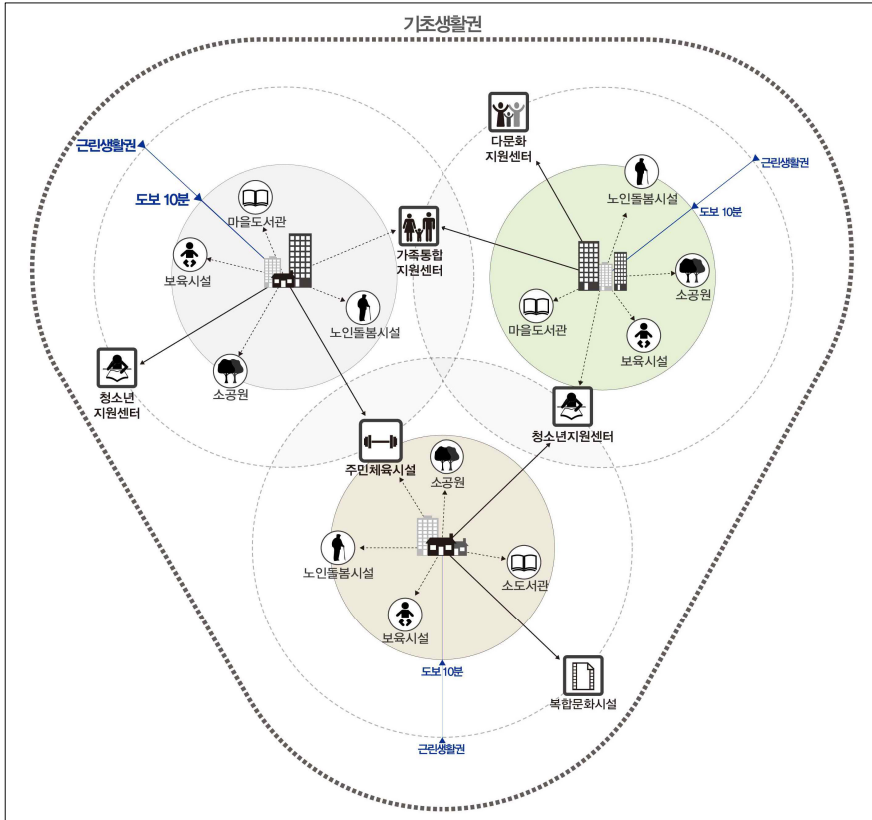 기초생활권
근린생활권
도보 10분
마을도서관
보육시설
노인돌봄시설
소공원
청소년
지원센터
가족통합
지원센터
다문화
지원센터
노인돌봄시설
근린생활권
도보 10분
소공원
마을도서관
보육시설
청소년지원센터
주민체육시설
소공원
노인돌봄시설
소도서관
보육시설
도보 10분
복합문화시설
근린생활권